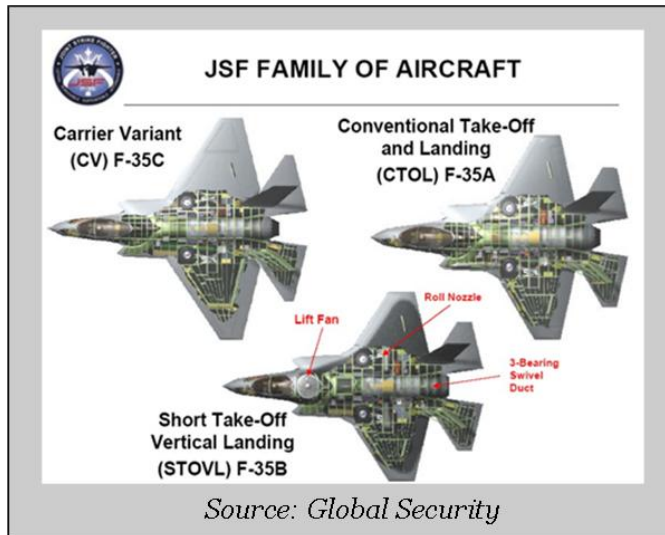 JSF
JSF FAMILY OF AIRCRAFT
Carrier Variant
(CV) F-35C
Conventional Take-Off
and Landing
(CTOL) F-35A
Roll Nozzle
Lift Fan
3-Bearing
Swivel
Duct
Short Take-Off
Vertical Landing
(STOVL) F-35B
Source: Global Security